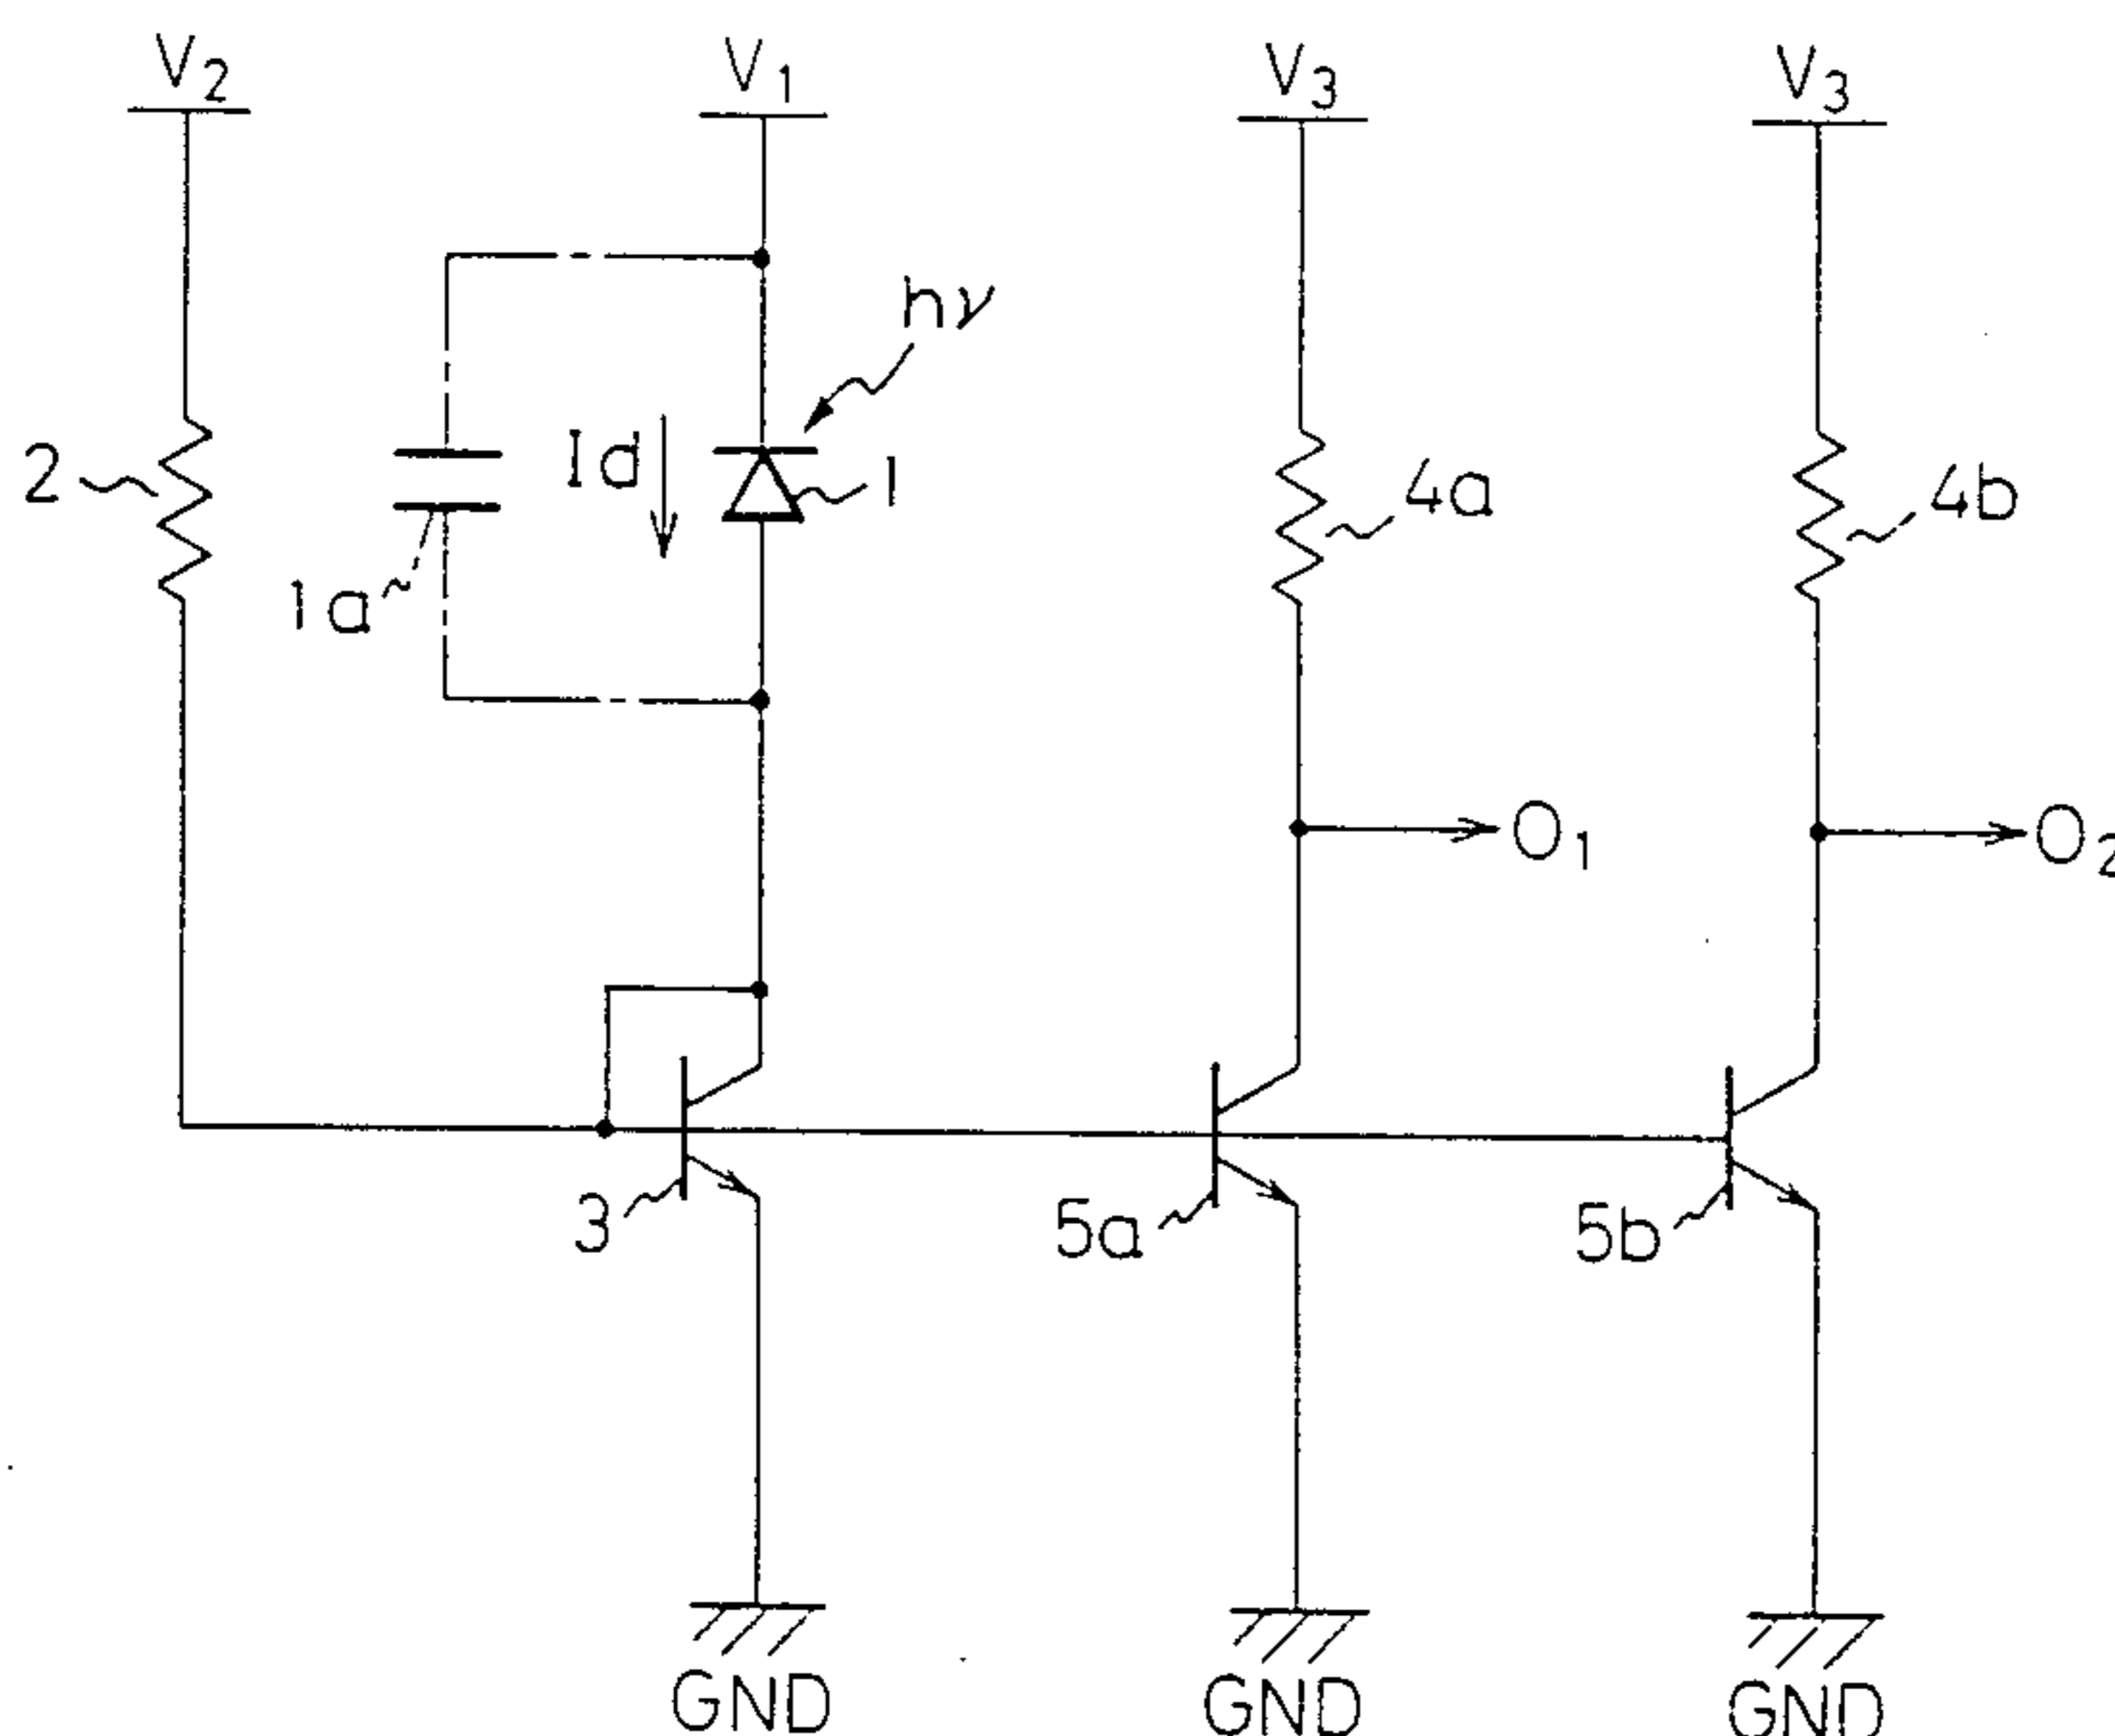 V2
V1
V3
V3
hν
2
Id
1
4a
4b
1a
O1
O2
3
5a
5b
GND
GND
GND